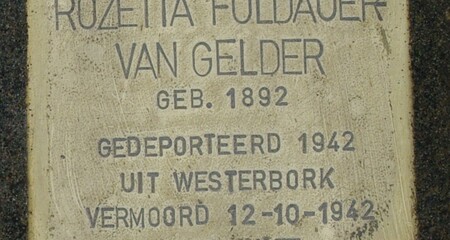 ROZETTA FOLDAUER-
VAN GELDER
GEB. 1892
GEDEPORTEERD 1942
UIT WESTERBORK
VERMOORD 12-10-1942